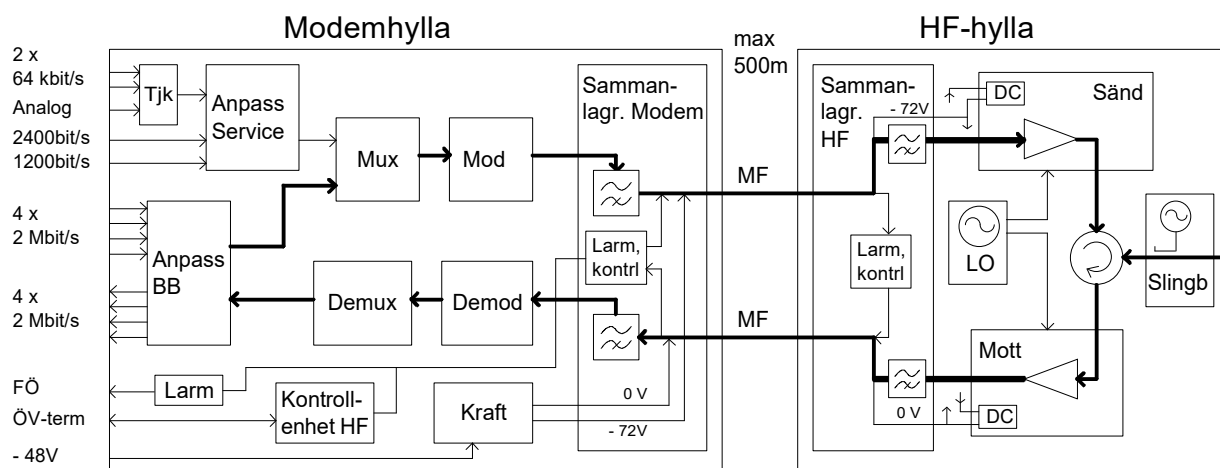 Modemhylla
max
500m
HF-hylla
2 x
64 kbit/s
Analog
2400bit/s
1200bit/s
Tjk
Anpass
Service
Mux
Mod
Samman-
lagr. Modem
Samman-
lagr.
HF
- 72V
DC
Sänd
MF
4 x
2 Mbit/s
Anpass
BB
Larm,
kontrl
Larm,
kontrl
LO
Slingb
4 x
2 Mbit/s
Demux
Demod
MF
Mott
FÖ
Larm
ÖV-term
Kontroll-
enhet HF
Kraft
0 V
- 72V
0 V
DC
- 48V